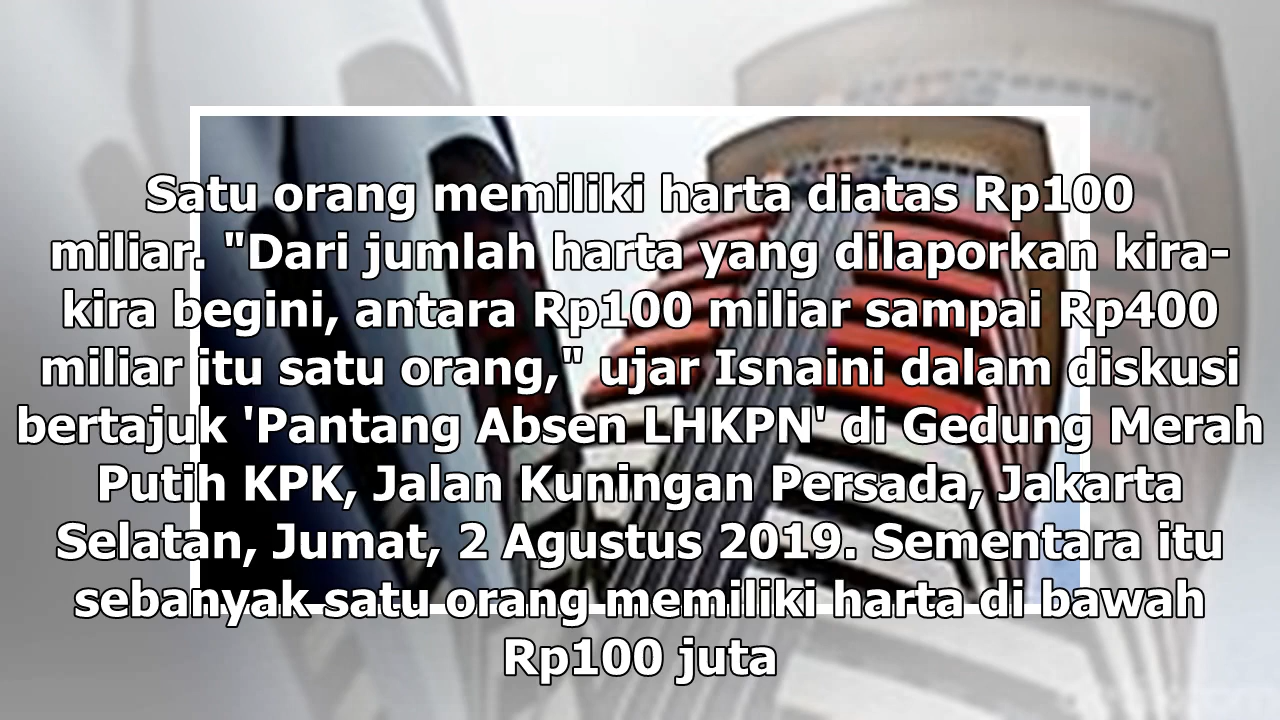 Satu orang memiliki harta diatas Rp100
miliar. "Dari jumlah harta yang dilaporkan kira-
kira begini, antara Rp100 miliar sampai Rp400
miliar itu satu orang," ujar Isnaini dalam diskusi
bertajuk 'Pantang Absen LHKPN' di Gedung Merah
Putih KPK, Jalan Kuningan Persada, Jakarta
Selatan, Jumat, 2 Agustus 2019. Sementara itu
sebanyak satu orang memiliki harta di bawah
Rp100 juta